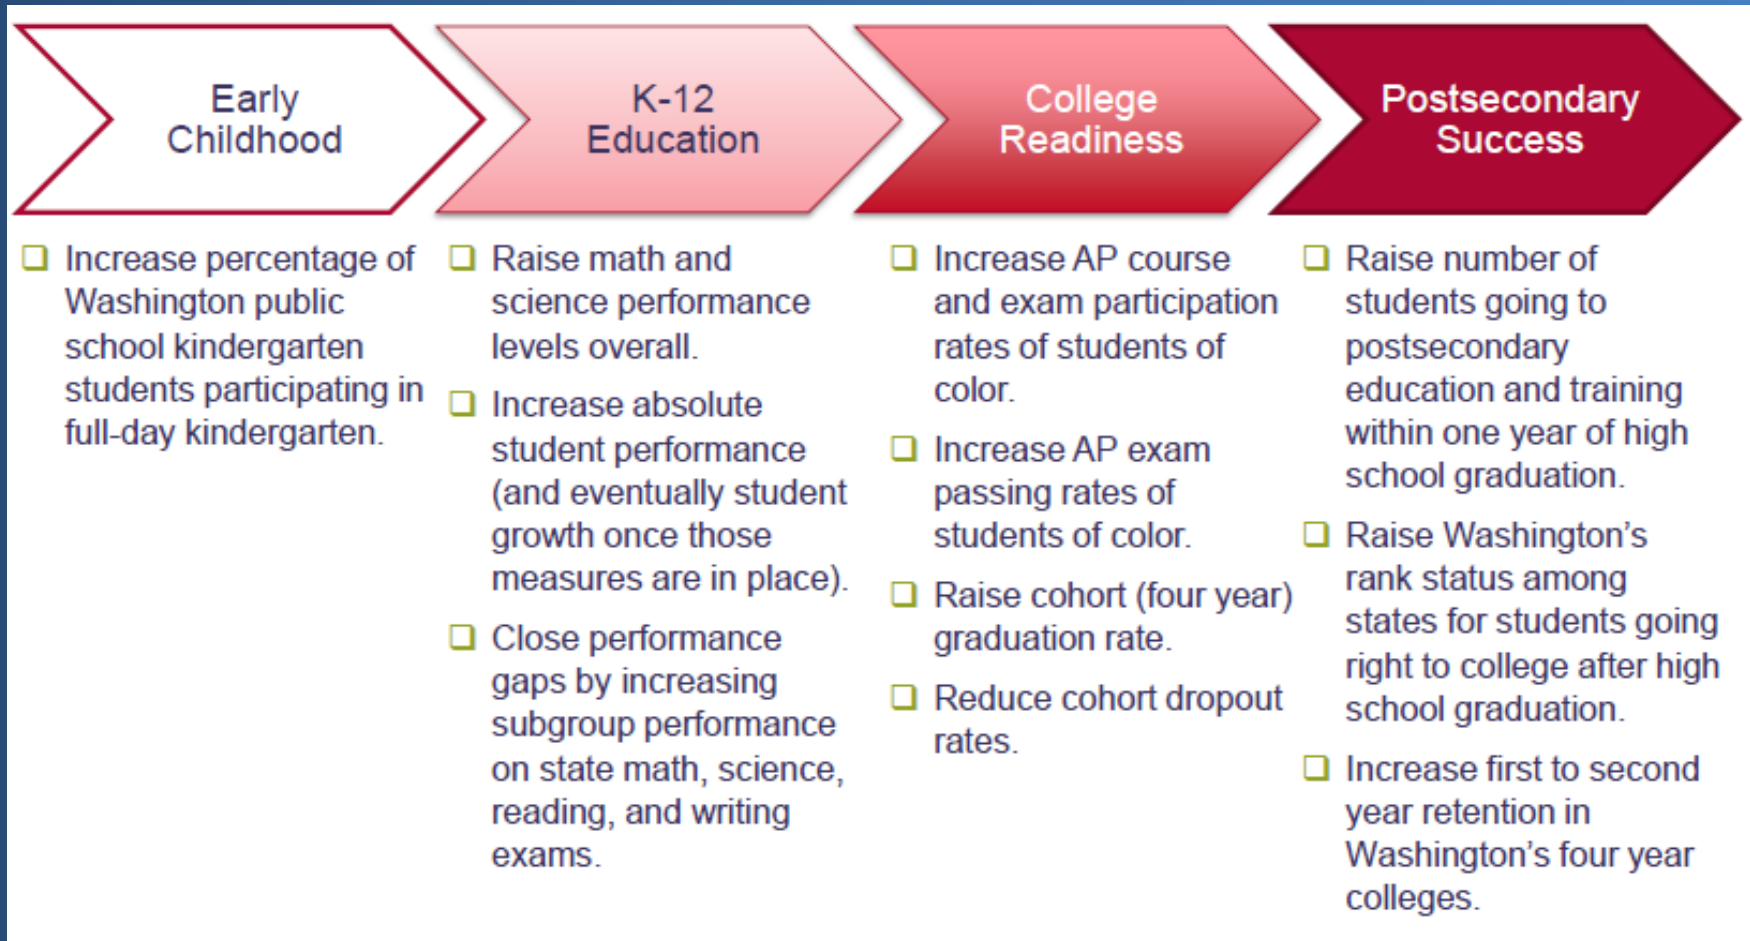 Early
Childhood
K-12
Education
College
Readiness
Postsecondary
Success
Increase percentage of
Washington public
school kindergarten
students participating in
full-day kindergarten.
Raise math and
science performance
levels overall.
Increase absolute
student performance
(and eventually student
growth once those
measures are in place).
Close performance
gaps by increasing
subgroup performance
on state math, science,
reading, and writing
exams.
Increase AP course
and exam participation
rates of students of
color.
Increase AP exam
passing rates of
students of color.
Raise cohort (four year)
graduation rate.
Reduce cohort dropout
rates.
Raise number of
students going to
postsecondary
education and training
within one year of high
school graduation.
Raise Washington’s
rank status among
states for students going
right to college after high
school graduation.
Increase first to second
year retention in
Washington’s four year
colleges.